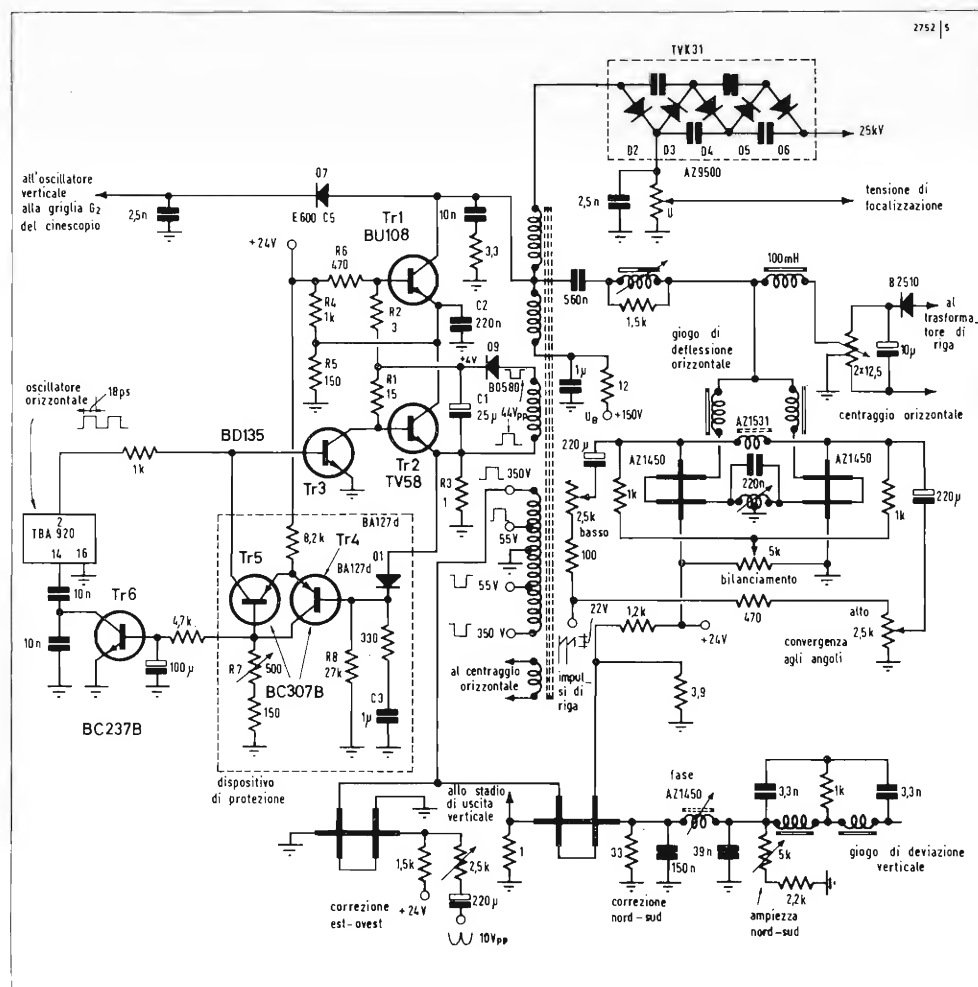 2752 | 5
TVK31
D2
D3
D4
D5
D6
25kV
AZ9500
all'oscillatore
verticale
alla griglia G2
del cinescopio
2,5n
D7
E600 C5
Tr1
BU108
10n
3,3
2,5n
U
tensione di
focalizzazione
+24V
R6
470
R4
1k
R2
3
C2
220n
560n
1,5k
100mH
B2510
al
trasforma_
tore di
riga
10µ
2x12,5
centraggio orizzontale
giogo di
deflessione
orizzontale
R5
150
+4V
D9
B0580
44Vpp
1µ
12
UB
+150V
R1
15
C1
25µ
oscillatore
orizzontale
18ps
1k
BD135
Tr3
Tr2
TV58
R3
1
350V
55V
55V
350 V
220µ
AZ1450
AZ1531
220n
AZ1450
220µ
1k
1k
2,5k
basso
100
5k
bilanciamento
2
TBA 920
14
16
10n
10n
Tr6
4,7k
100µ
BC237B
BA127d
8,2k
Tr4
Tr5
D1
BA127d
R7
500
150
R8
27k
330
C3
1µ
BC307B
dispositivo
di protezione
22V
1,2k
+24V
470
alto
2,5k
convergenza
agli angoli
al centraggio
orizzontale
impul_
si di
riga
3,9
allo stadio
di uscita
verticale
1
1,5k
2,5k
+24V
220µ
10Vpp
correzione
est-ovest
33
150n
fase
AZ1450
39n
correzione
nord-sud
3,3n
1k
3,3n
5k
2,2k
ampiezza
nord-sud
giogo di deviazione
verticale